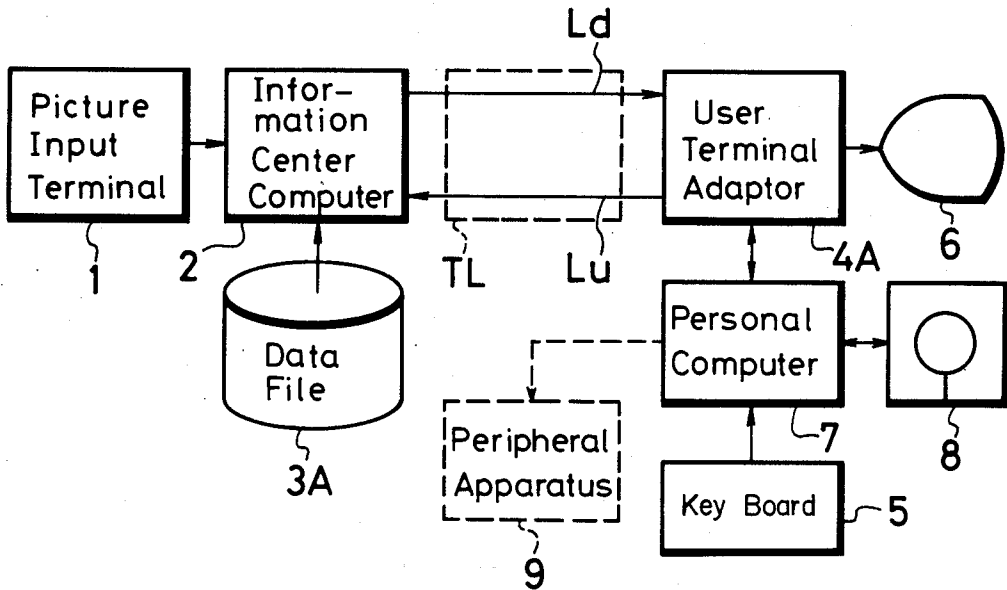 Ld
Picture
Input
Terminal
Infor-
mation
Center
Computer
User
Terminal
Adaptor
1
2
TL
Lu
4A
6
Data
File
3A
Personal
Computer
7
8
Peripheral
Apparatus
9
Key Board
5